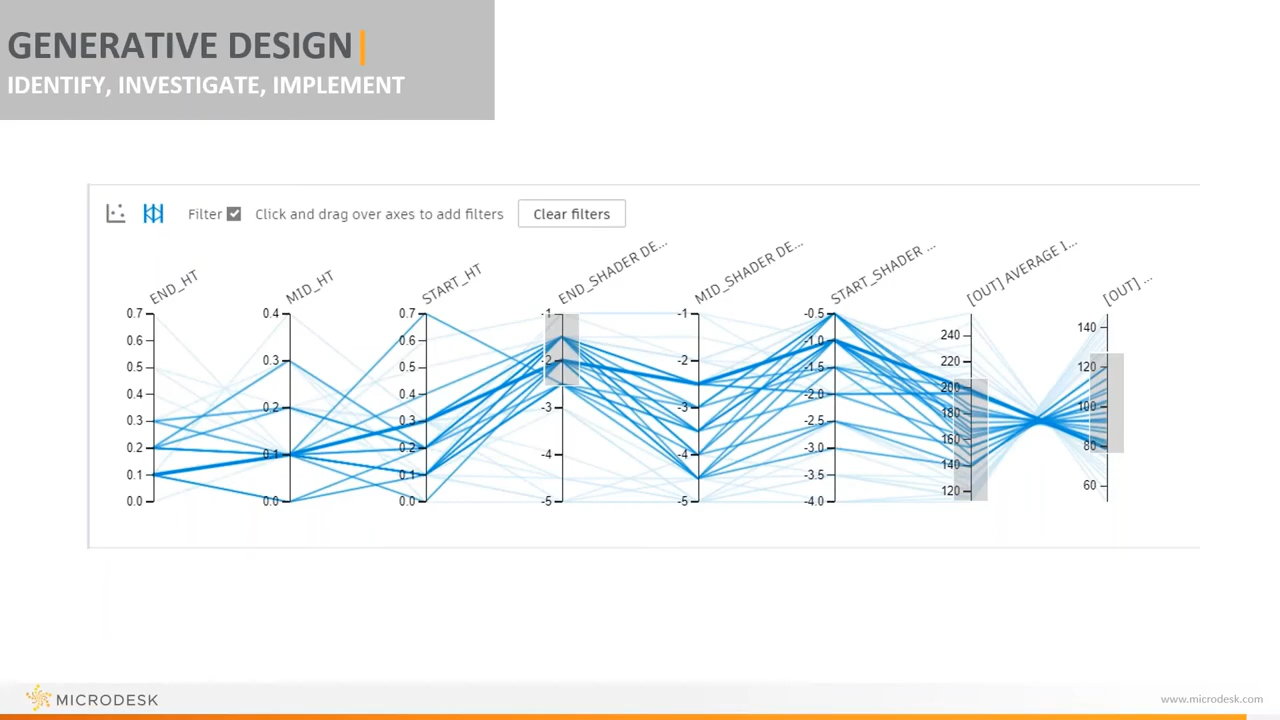 GENERATIVE DESIGN|
IDENTIFY, INVESTIGATE, IMPLEMENT
Filter Click and drag over axes to add filters Clear filters
END_HT MID_HT START_HT END_SHADER DE... MID_SHADER DE... START_SHADER ... [OUT] AVERAGE I... [OUT] ...
0.7 0.6 0.5 0.4 0.3 0.2 0.1 0.0
0.4 0.3 0.2 0.1 0.0
0.7 0.6 0.5 0.4 0.3 0.2 0.1 0.0
-1 -2 -3 -4 -5
-1 -2 -3 -4 -5
-0.5 -1.0 -1.5 -2.0 -2.5 -3.0 -3.5 -4.0
240 220 200 180 160 140 120
140 120 100 80 60
MICRODESK
www.microdesk.com